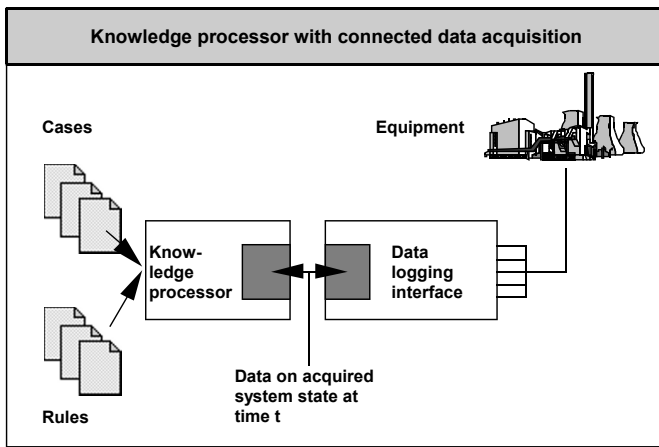 Knowledge processor with connected data acquisition
Cases
Equipment
Know-
ledge
processor
Data
logging
interface
Data on acquired
system state at
time t
Rules